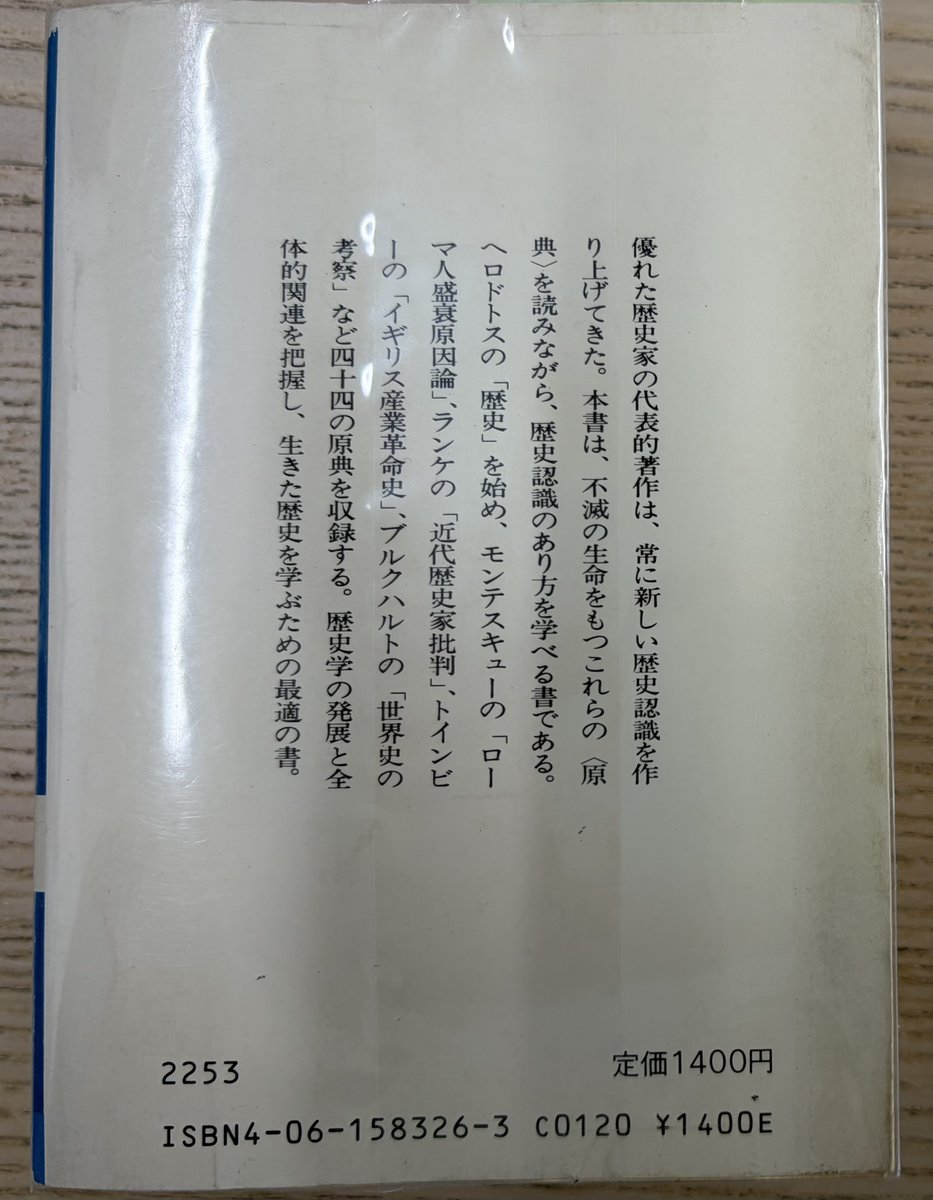 優れた歴史家の代表的著作は、常に新しい歴史認識を作
り上げてきた。本書は、不滅の生命をもつこれらの〈原
典〉を読みながら、歴史認識のあり方を学べる書である。
ヘロドトスの「歴史」を始め、モンテスキューの「ロー
マ人盛衰原因論」、ランケの「近代歴史家批判」、トインビ
ーの「イギリス産業革命史」、ブルクハルトの「世界史の
考察」など四十四の原典を収録する。歴史学の発展と全
体的関連を把握し、生きた歴史を学ぶための最適の書。
2253
定価1400円
ISBN4-06-158326-3 C0120 ¥1400E